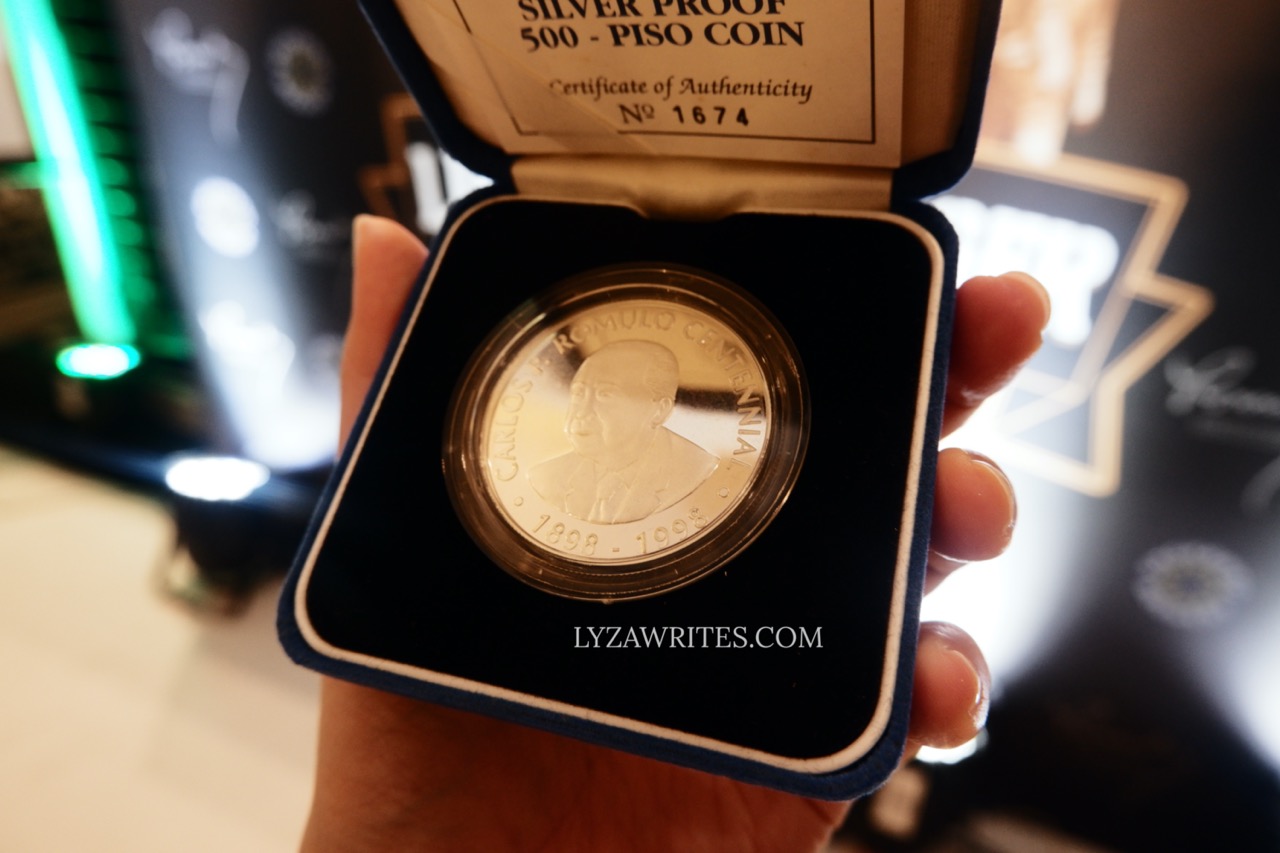 SILVER PROOF
500 - PISO COIN
Certificate of Authenticity
Nº 1674
CARLOS P. ROMULO CENTENNIAL
1898 - 1998
LYZAWRITES.COM